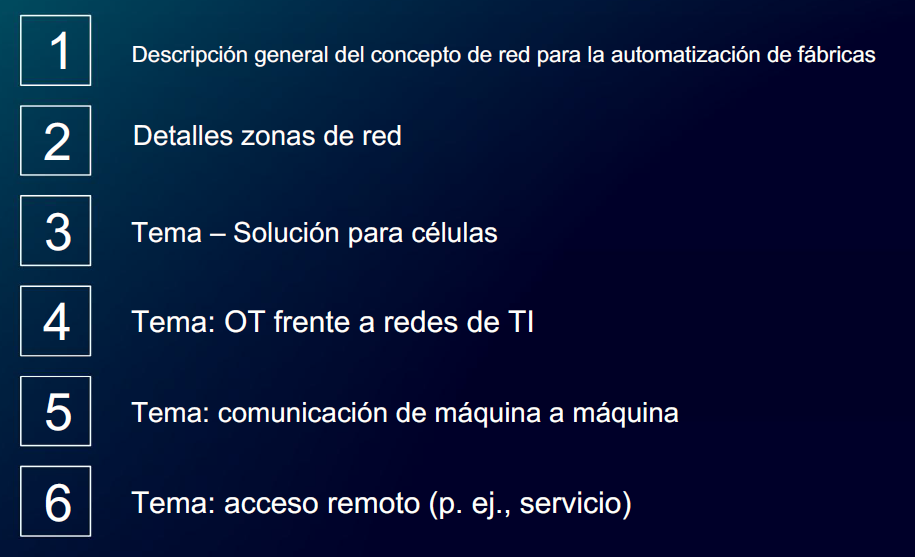 1
Descripción general del concepto de red para la automatización de fábricas
2
Detalles zonas de red
3
Tema – Solución para células
4
Tema: OT frente a redes de TI
5
Tema: comunicación de máquina a máquina
6
Tema: acceso remoto (p. ej., servicio)